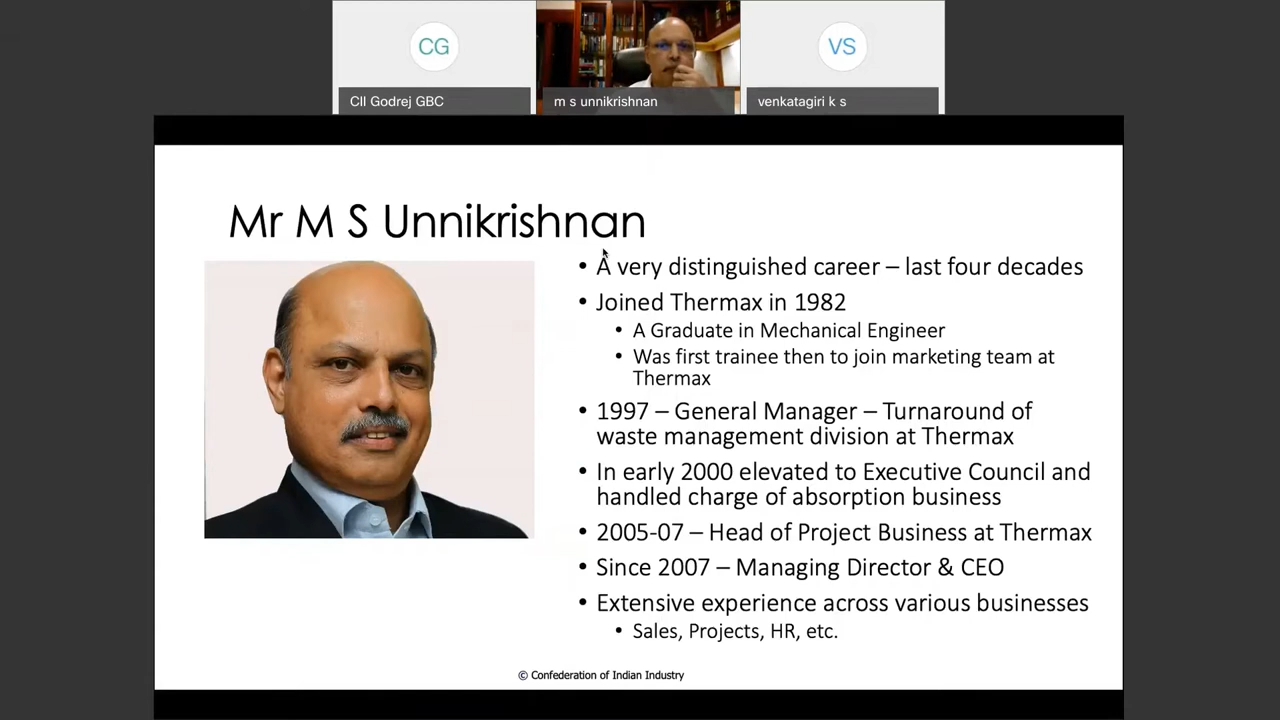 CG
VS
CII Godrej GBC
m s unnikrishnan
venkatagiri k s
Mr M S Unnikrishnan
• A very distinguished career – last four decades
• Joined Thermax in 1982
• A Graduate in Mechanical Engineer
• Was first trainee then to join marketing team at
Thermax
• 1997 – General Manager – Turnaround of
waste management division at Thermax
• In early 2000 elevated to Executive Council and
handled charge of absorption business
• 2005-07 – Head of Project Business at Thermax
• Since 2007 – Managing Director & CEO
• Extensive experience across various businesses
• Sales, Projects, HR, etc.
© Confederation of Indian Industry